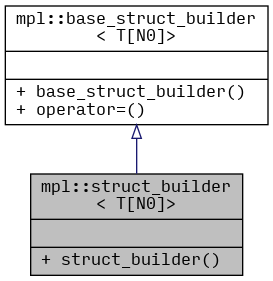 mpl::base_struct_builder
< T[N0]>
+ base_struct_builder()
+ operator=()
mpl::struct_builder
< T[N0]>
+ struct_builder()